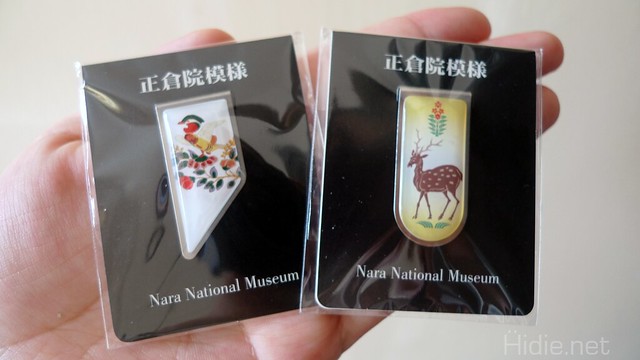 正倉院模様
Nara National Museum
正倉院模様
Nara National Museum
Hidie.net